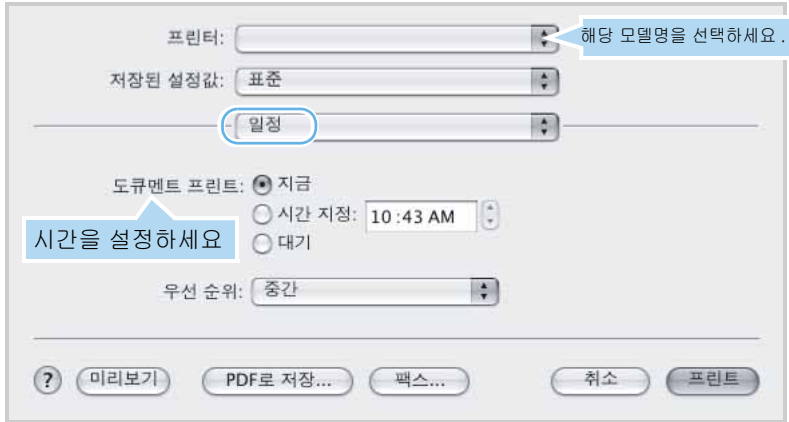 프린터:
해당 모델명을 선택하세요 .
저장된 설정값: 표준
일정
도큐멘트 프린트: 지금
시간 지정: 10 :43 AM
시간을 설정하세요
대기
우선 순위: 중간
? 미리보기 PDF로 저장... 팩스... 취소 프린트